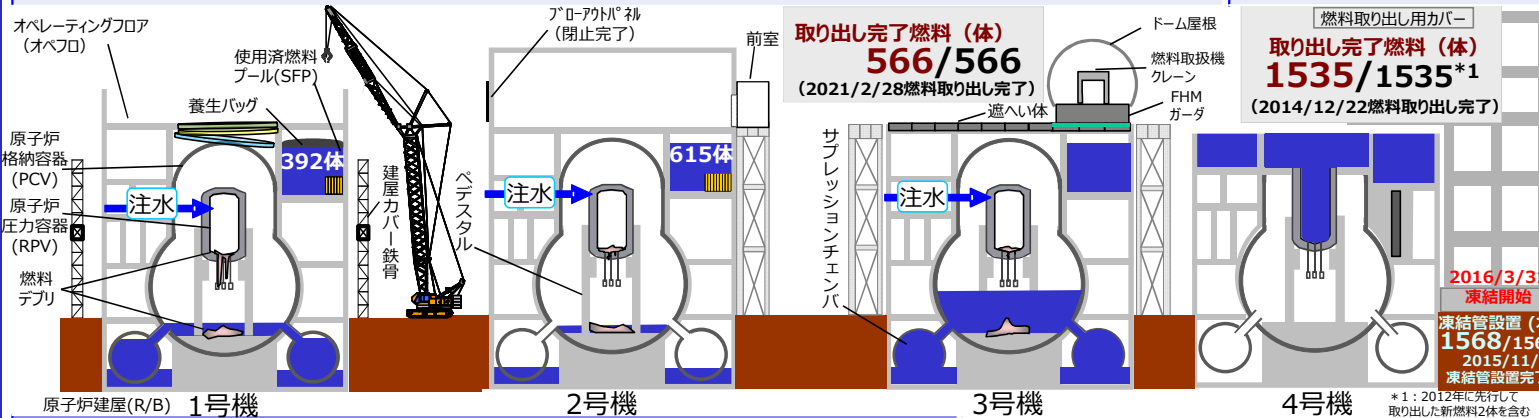 オペレーティングフロア
(オペフロ)
使用済燃料
プール(SFP)
養生バッグ
原子炉
格納容器
(PCV)
392体
注水
原子炉
圧力容器
(RPV)
燃料
デブリ
建屋カバー鉄骨
原子炉建屋(R/B)
1号機
ブローアウトパネル
(閉止完了)
前室
615体
注水
ペデスタル
2号機
取り出し完了燃料（体）
566/566
(2021/2/28燃料取り出し完了)
ドーム屋根
燃料取扱機
クレーン
FHM
ガーダ
遮へい体
注水
サプレッションチェンバ
3号機
燃料取り出し用カバー
取り出し完了燃料（体）
1535/1535*1
(2014/12/22燃料取り出し完了)
4号機
2016/3/3
凍結開始
凍結管設置
1568/156
2015/11/
凍結管設置完
*1：2012年に先行して
取り出した新燃料2体を含む